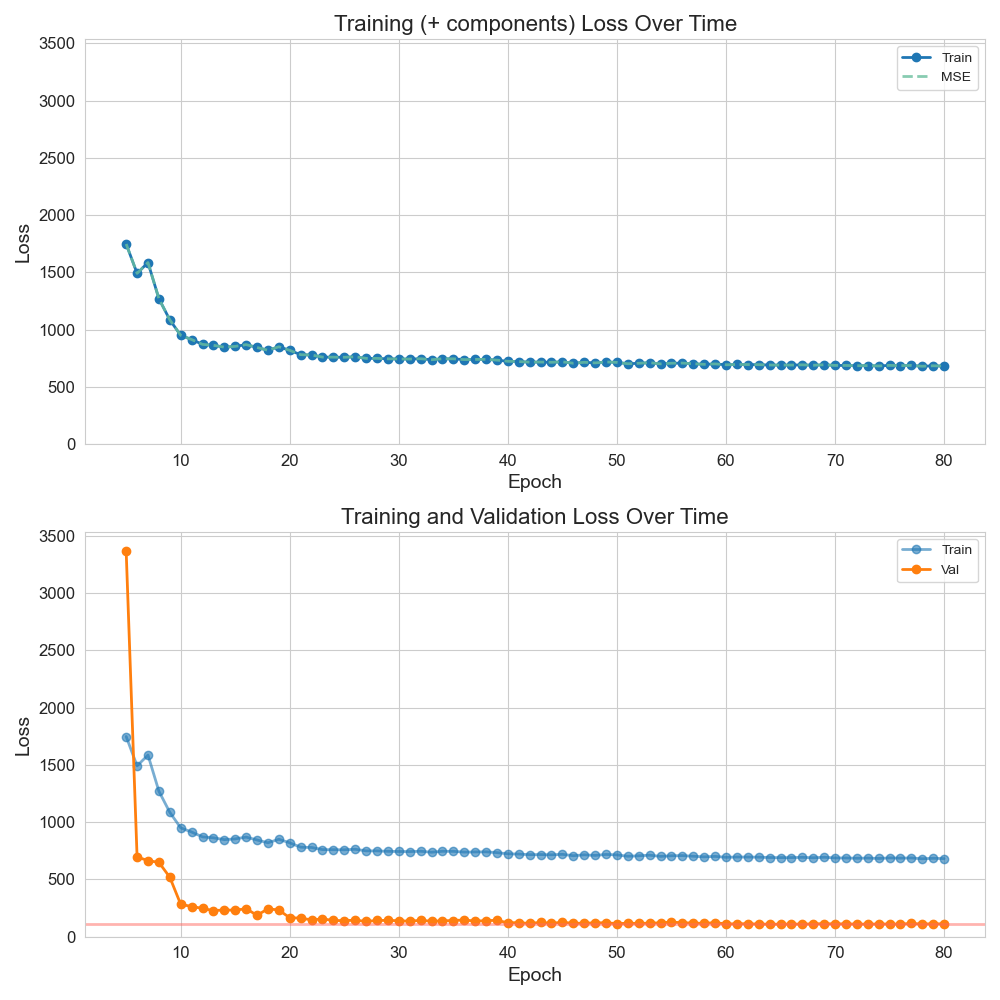 Training (+ components) Loss Over Time
3500
3000
2500
2000
1500
1000
500
0
Loss
Train
MSE
10 20 30 40 50 60 70 80
Epoch
Training and Validation Loss Over Time
3500
3000
2500
2000
1500
1000
500
0
Loss
Train
Val
10 20 30 40 50 60 70 80
Epoch